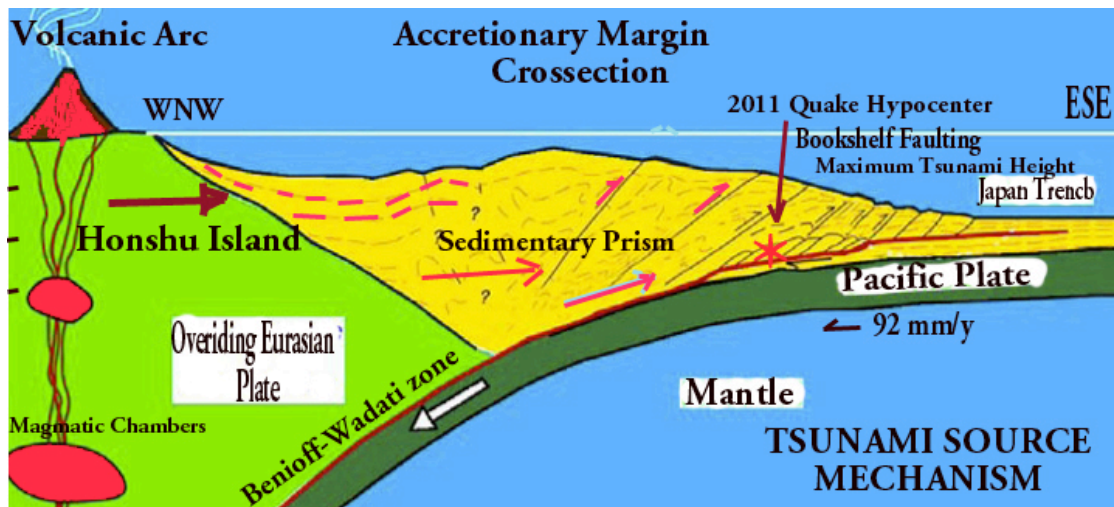 Volcanic Arc
Accretionary Margin
Crossection
WNW
2011 Quake Hypocenter
ESE
Bookshelf Faulting
Maximum Tsunami Height
Japan Trencb
Honshu Island
?
Sedimentary Prism
?
Pacific Plate
92 mm/y
Overiding Eurasian
Plate
Mantle
Magmatic Chambers
Benioff-Wadati zone
TSUNAMI SOURCE
MECHANISM